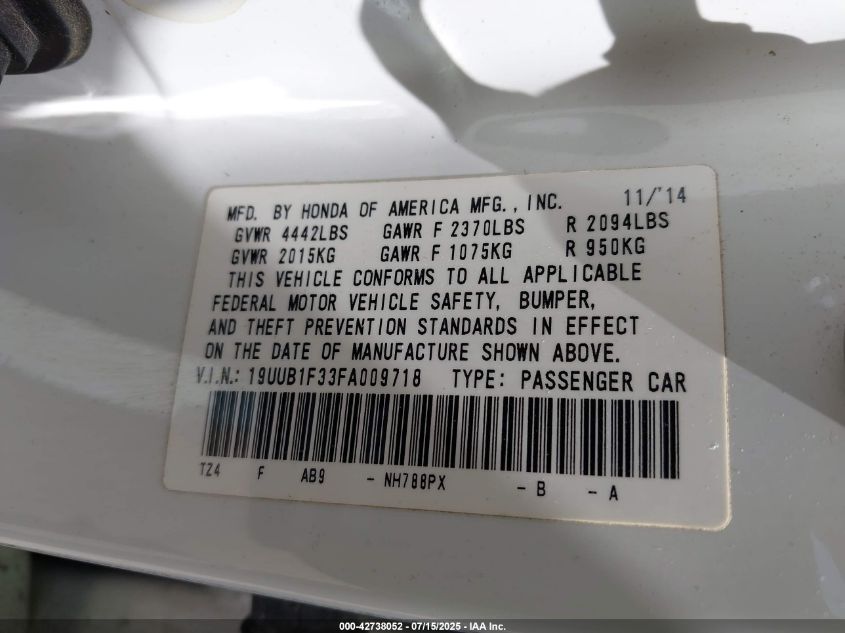 MFD. BY HONDA OF AMERICA MFG., INC. 11/'14
GVWR 4442LBS GAWR F 2370LBS R 2094LBS
GVWR 2015KG GAWR F 1075KG R 950KG
THIS VEHICLE CONFORMS TO ALL APPLICABLE
FEDERAL MOTOR VEHICLE SAFETY, BUMPER,
AND THEFT PREVENTION STANDARDS IN EFFECT
ON THE DATE OF MANUFACTURE SHOWN ABOVE.
V.I.N.: 19UUB1F33FA009718 TYPE: PASSENGER CAR
TZ4 F AB9 - NH788PX - B - A
000-42738052 - 07/15/2025 - IAA Inc.